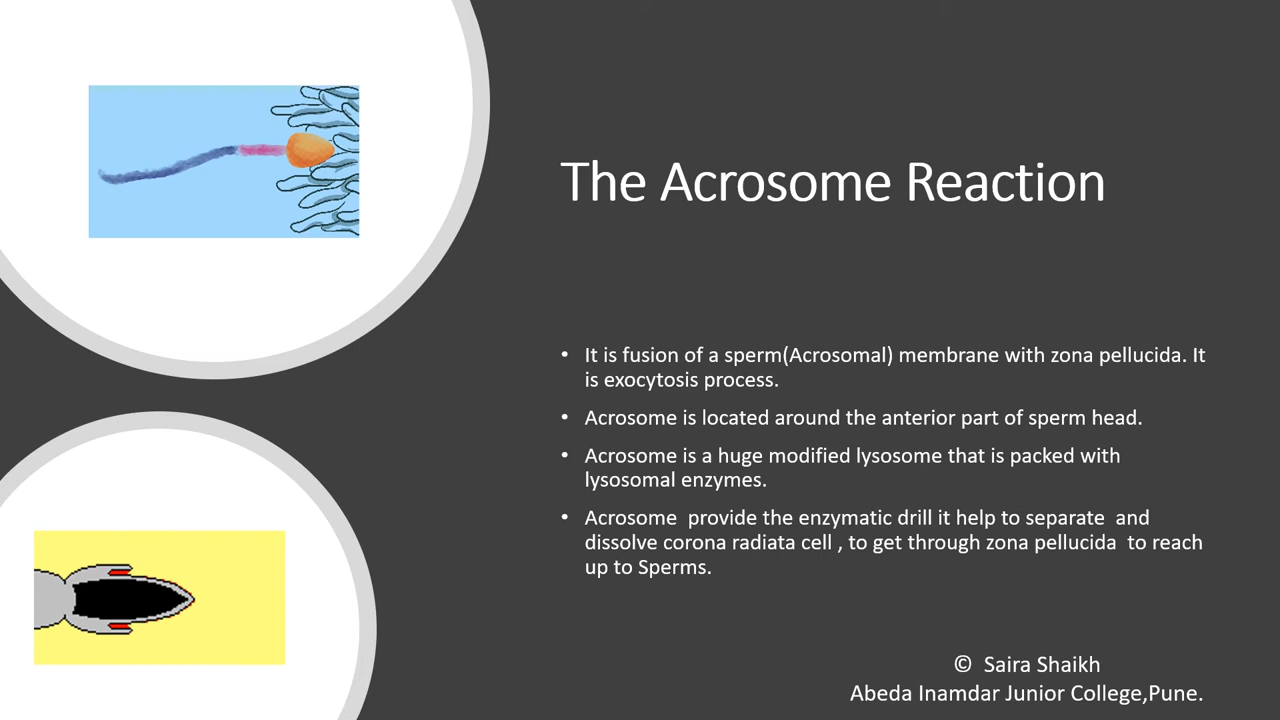 The Acrosome Reaction
• It is fusion of a sperm(Acrosomal) membrane with zona pellucida. It
is exocytosis process.
• Acrosome is located around the anterior part of sperm head.
• Acrosome is a huge modified lysosome that is packed with
lysosomal enzymes.
• Acrosome  provide the enzymatic drill it help to separate  and
dissolve corona radiata cell , to get through zona pellucida  to reach
up to Sperms.
©  Saira Shaikh
Abeda Inamdar Junior College,Pune.